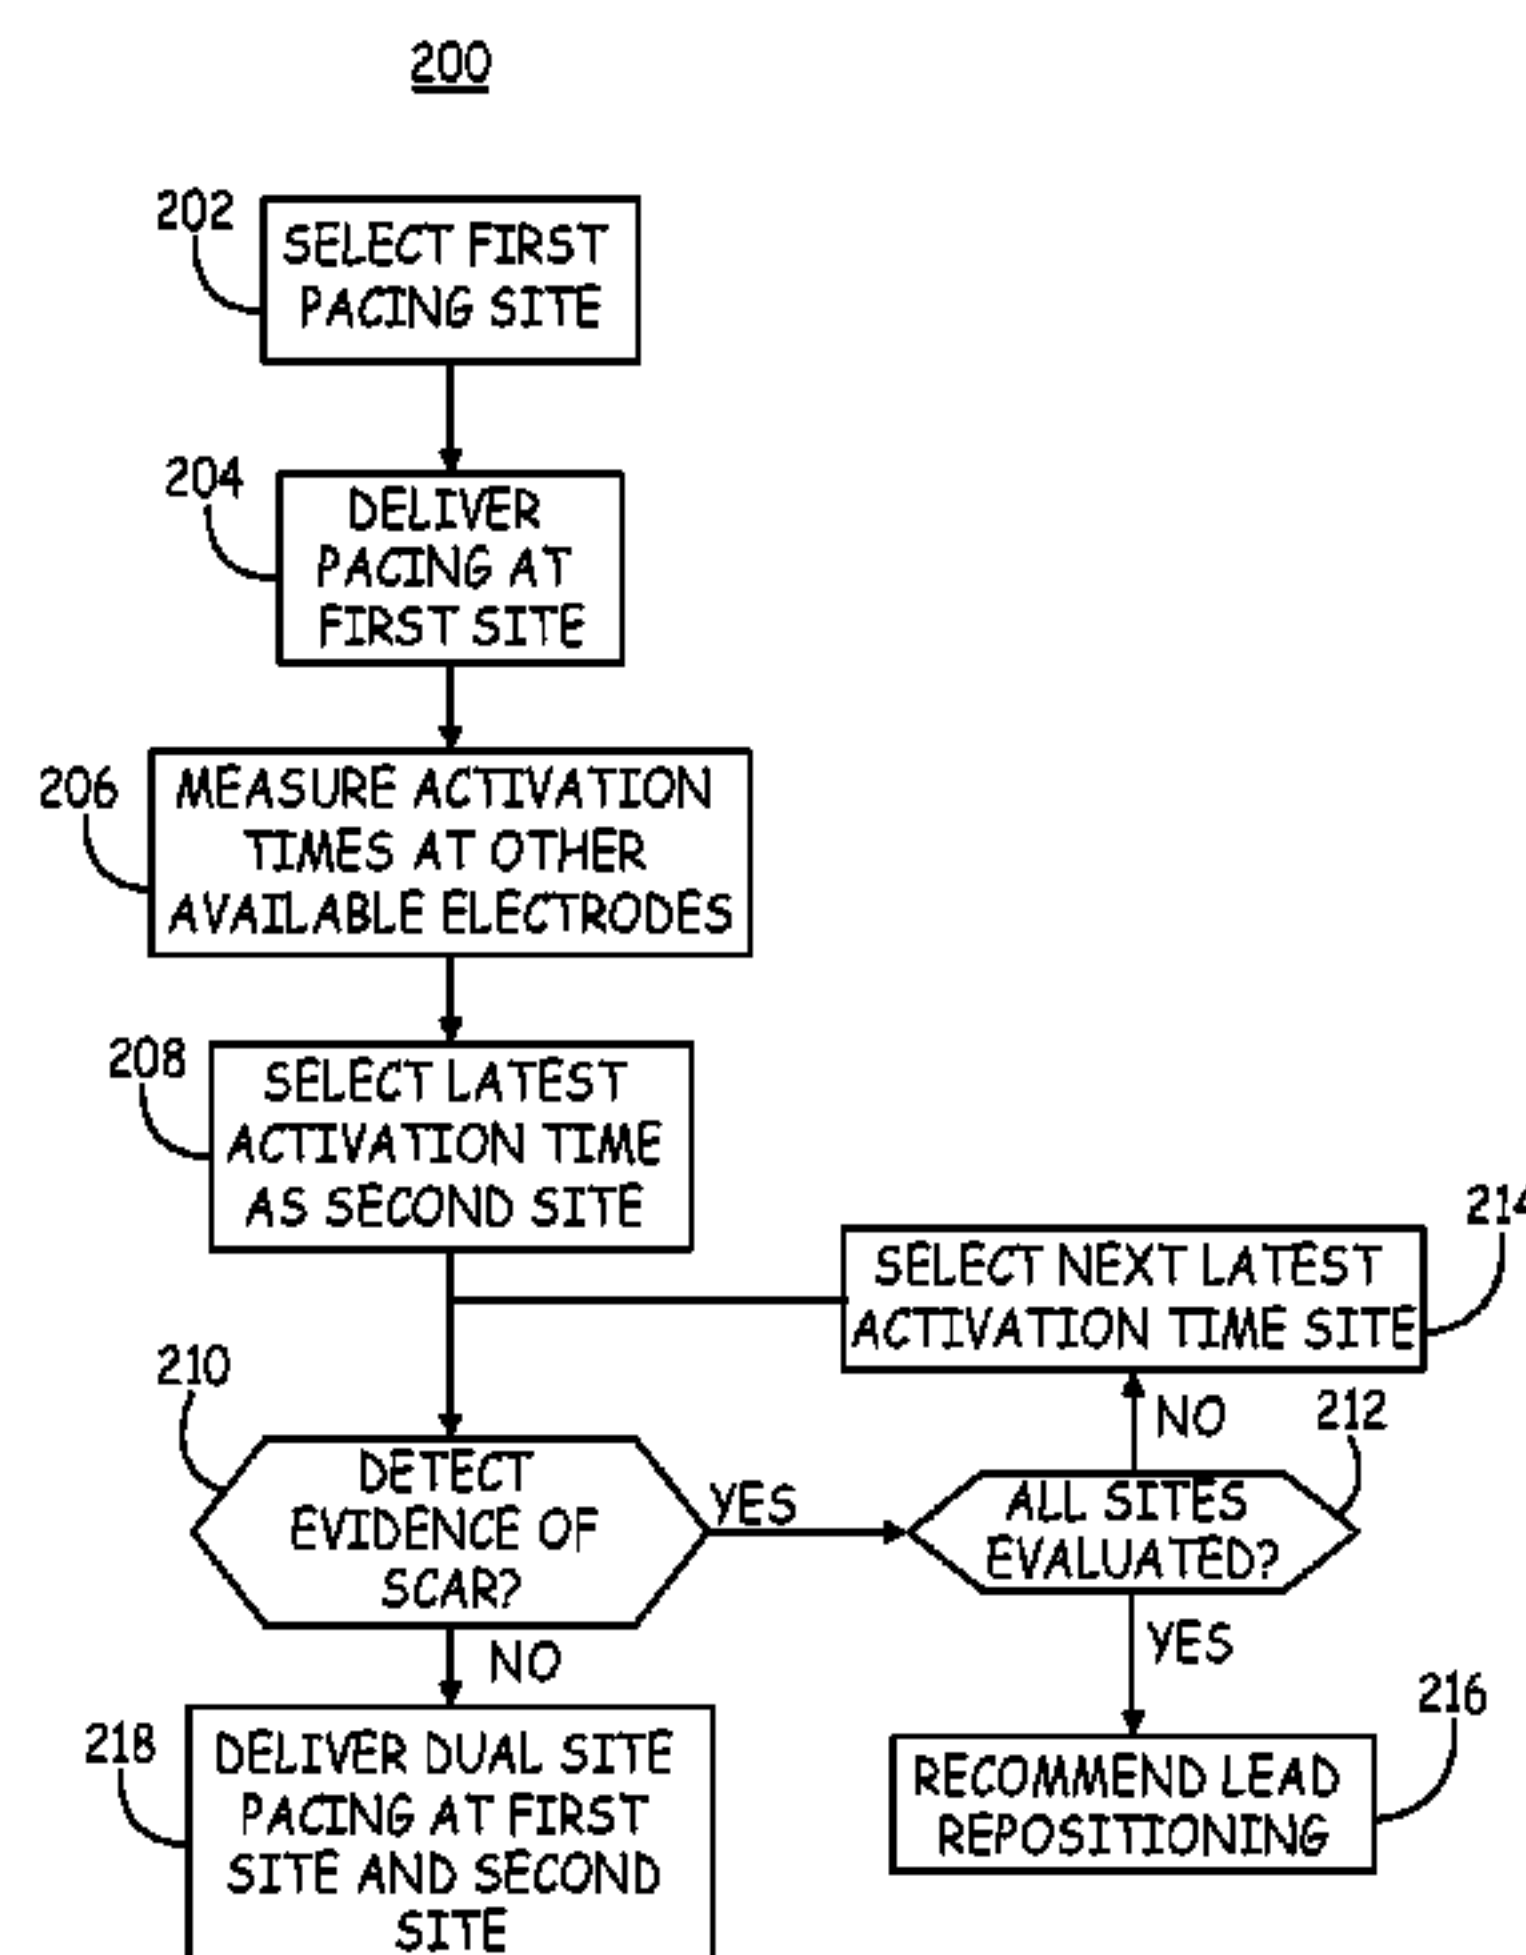 200
202
SELECT FIRST
PACING SITE
204
DELIVER
PACING AT
FIRST SITE
206
MEASURE ACTIVATION
TIMES AT OTHER
AVAILABLE ELECTRODES
208
SELECT LATEST
ACTIVATION TIME
AS SECOND SITE
214
SELECT NEXT LATEST
ACTIVATION TIME SITE
210
DETECT
EVIDENCE OF
SCAR?
YES
NO
212
ALL SITES
EVALUATED?
NO
YES
216
RECOMMEND LEAD
REPOSITIONING
218
DELIVER DUAL SITE
PACING AT FIRST
SITE AND SECOND
SITE